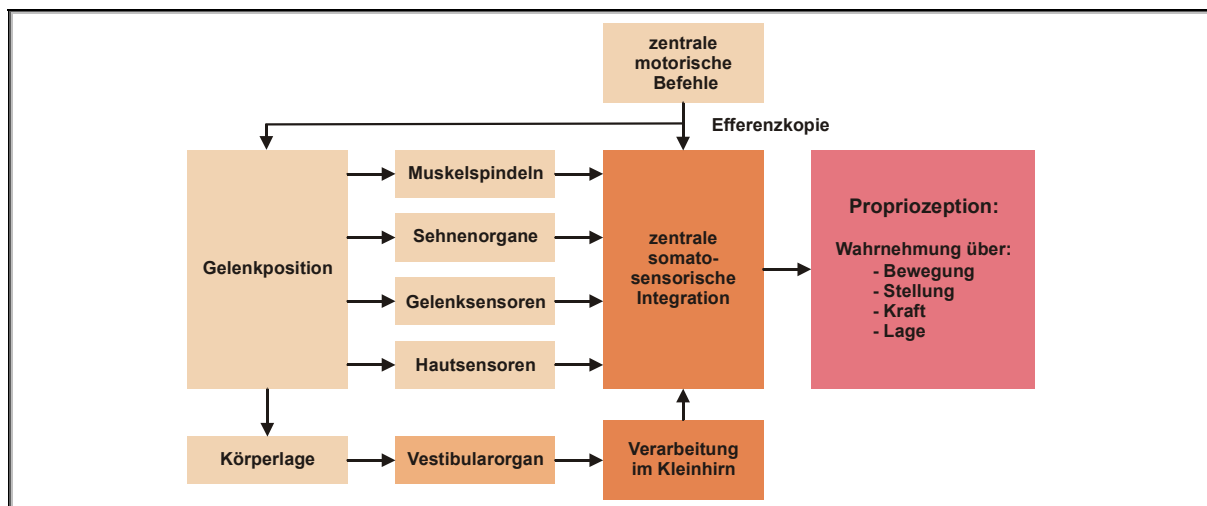 zentrale
motorische
Befehle
Efferenzkopie
Gelenkposition
Muskelspindeln
Sehnenorgane
Gelenksensoren
Hautsensoren
zentrale
somato-
sensorische
Integration
Propriozeption:
Wahrnehmung über:
- Bewegung
- Stellung
- Kraft
- Lage
Körperlage
Vestibularorgan
Verarbeitung
im Kleinhirn